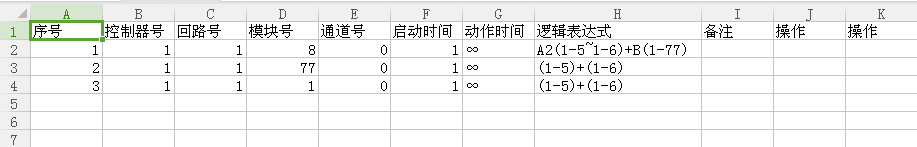 A B C D E F G H I J K
1 序号 控制器号 回路号 模块号 通道号 启动时间 动作时间 逻辑表达式 备注 操作 操作
2 1 1 1 8 0 1 ∞ A2(1-5~1-6)+B(1-77)
3 2 1 1 77 0 1 ∞ (1-5)+(1-6)
4 3 1 1 1 0 1 ∞ (1-5)+(1-6)
5
6
7